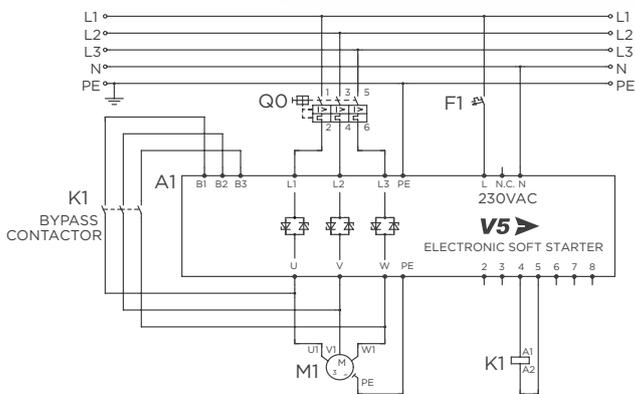 L1 L1
L2 L2
L3 L3
N N
PE PE
1 3 5
Q0 F1
2 4 6
K1 A1 B1 B2 B3 L1 L2 L3 PE L N.C. N
230VAC
BYPASS
CONTACTOR
V5
ELECTRONIC SOFT STARTER
U V W PE 2 3 4 5 6 7 8
U1 V1 W1
M1 M
3 ~
PE
K1 A1
A2